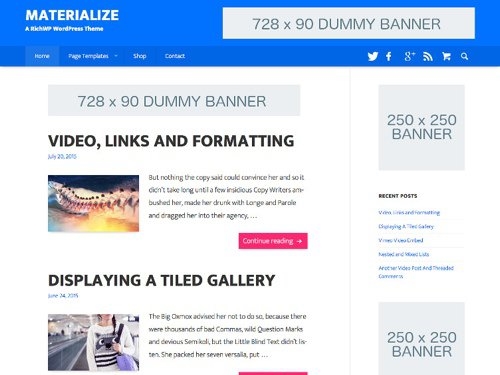 MATERIALIZE
A RichWP WordPress Theme
728 x 90 DUMMY BANNER
Home
Page Templates
Shop
Contact
728 x 90 DUMMY BANNER
VIDEO, LINKS AND FORMATTING
July 20, 2015
But nothing the copy said could convince her and so it
didn't take long until a few insidious Copy Writers am-
bushed her, made her drunk with Longe and Parole
and dragged her into their agency, …
Continue reading →
DISPLAYING A TILED GALLERY
June 24, 2015
The Big Oxmox advised her not to do so, because there
were thousands of bad Commas, wild Question Marks
and devious Semikoli, but the Little Blind Text didn't lis-
ten. She packed her seven versalia, put …
250 x 250
BANNER
RECENT POSTS
Video, Links and Formatting
Displaying A Tiled Gallery
Vimeo Video Embed
Nested and Mixed Lists
Another Video Post And Threaded
Comments
250 x 250
BANNER